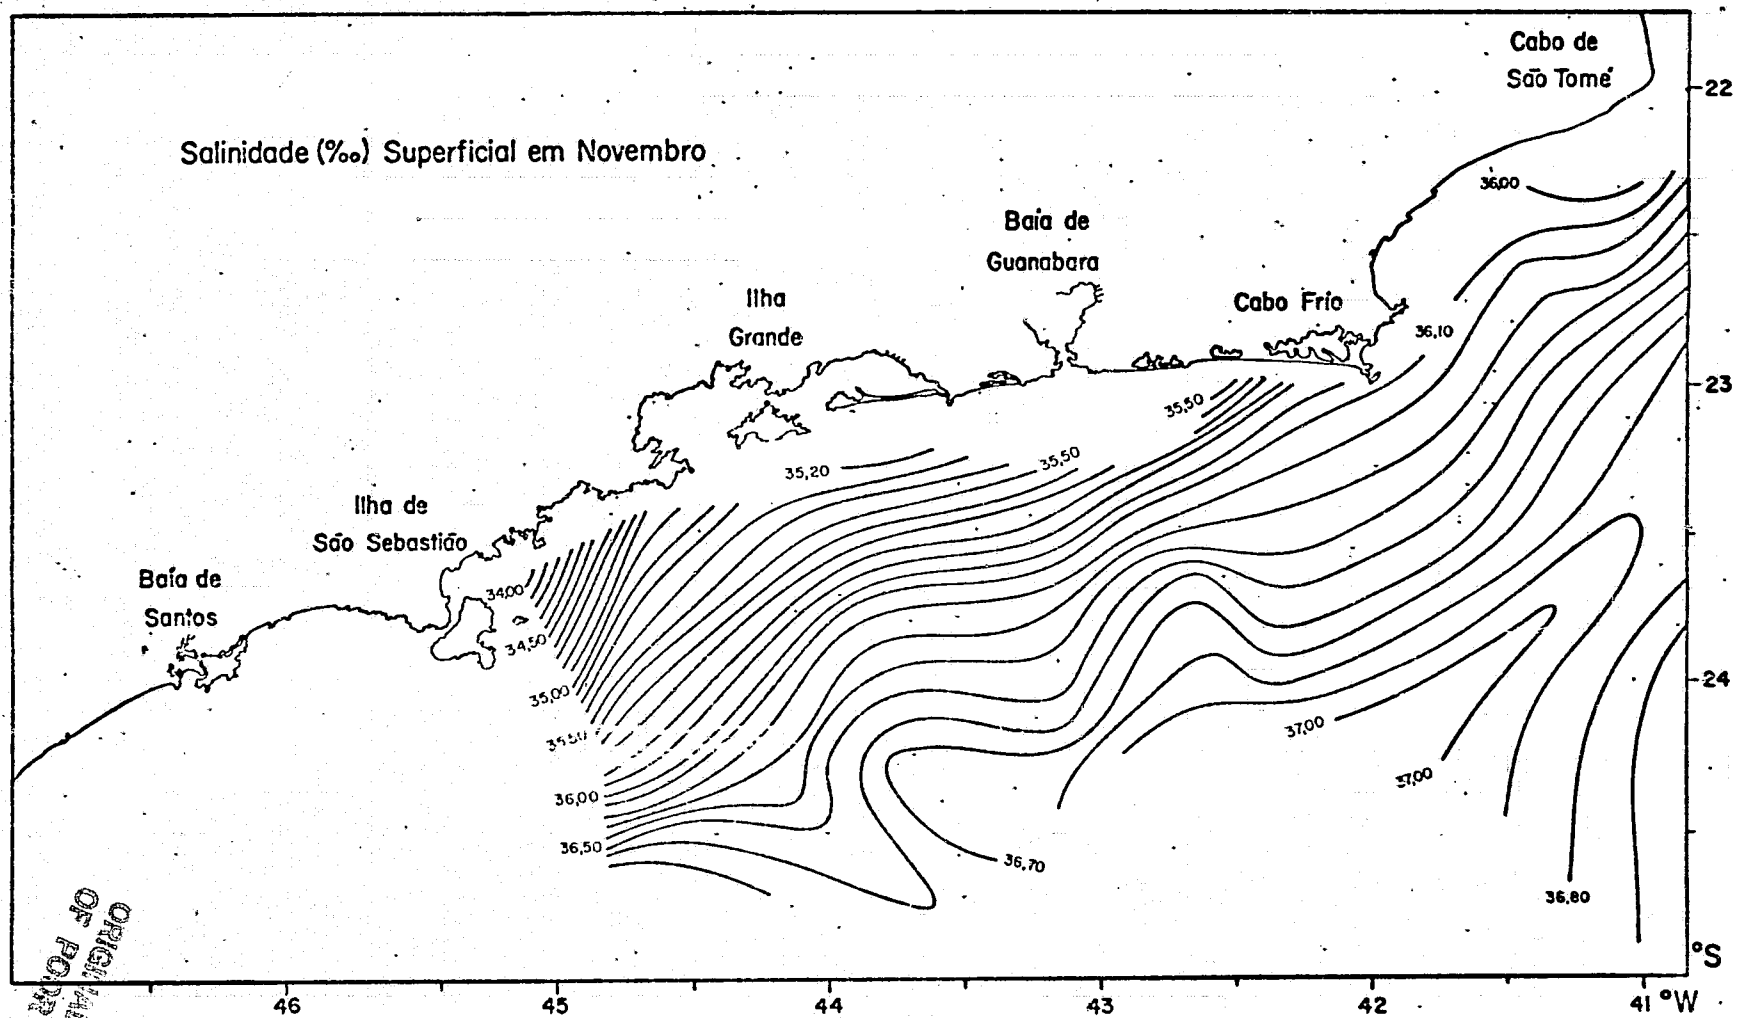 Cabo de
São Tomé
22
Salinidade (‰) Superficial em Novembro
36,00
Baía de
Guanabara
Ilha
Grande
Cabo Frio
36,10
23
35,50
35,50
35,20
Ilha de
São Sebastião
Baía de
Santos
34,00
34,50
35,00
35,50
24
37,00
37,00
36,00
36,50
36,70
36,80
ORIGINAL
OF POOR
°S
46
45
44
43
42
41 °W